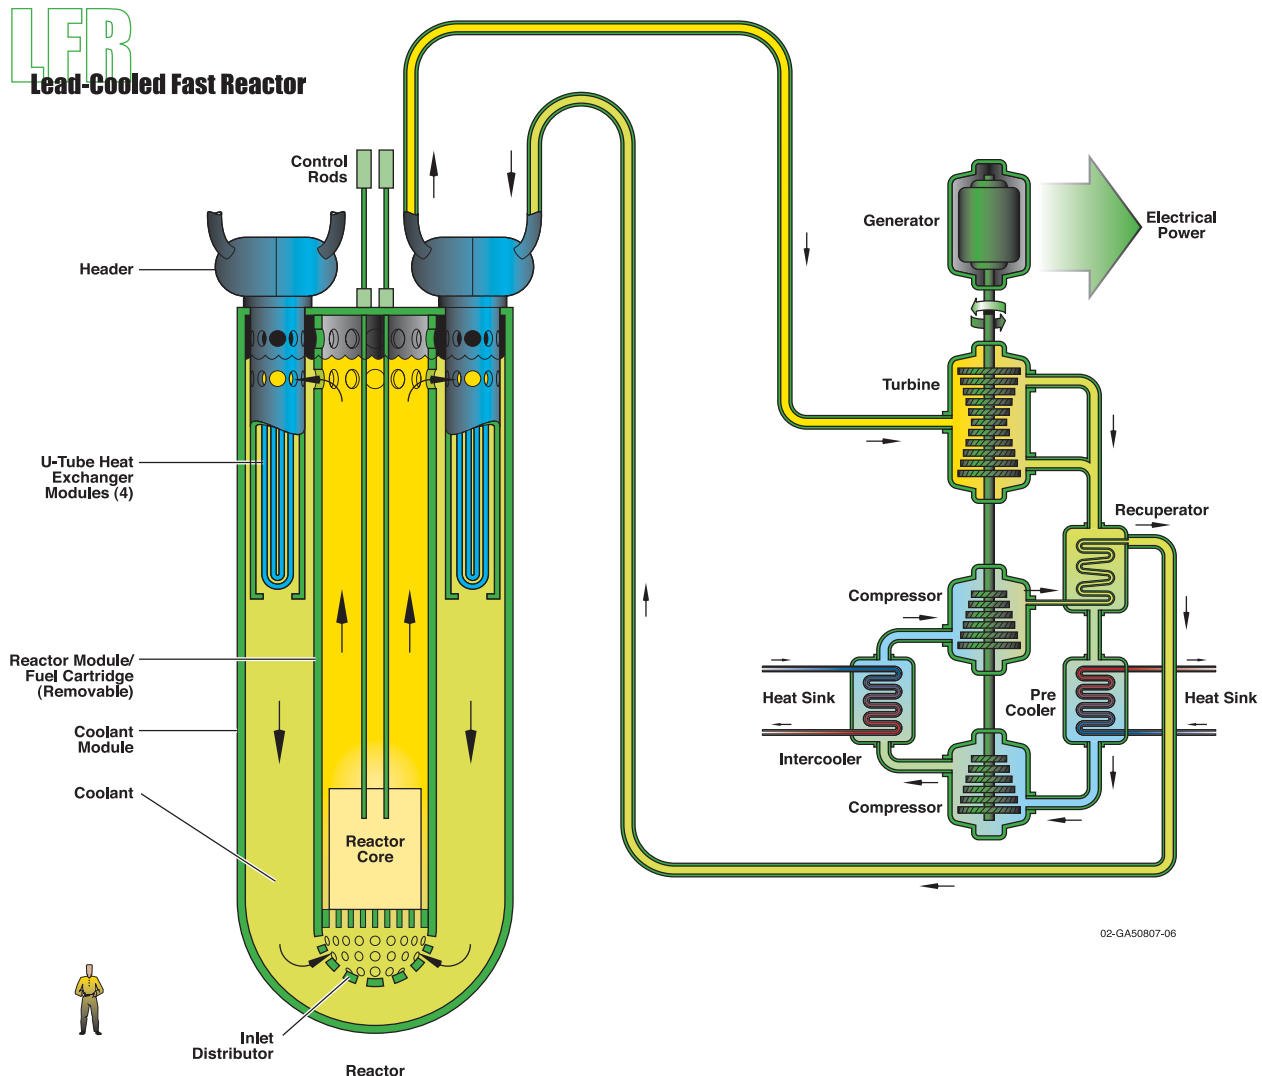 LFR
Lead-Cooled Fast Reactor
Control
Rods
Header
U-Tube Heat
Exchanger
Modules (4)
Reactor Module/
Fuel Cartridge
(Removable)
Coolant
Module
Coolant
Reactor
Core
Inlet
Distributor
Reactor
Generator
Electrical
Power
Turbine
Recuperator
Compressor
Heat Sink
Pre
Cooler
Heat Sink
Intercooler
Compressor
02-GA50807-06